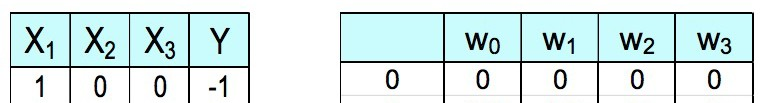 X₁ X₂ X₃ Y
1 0 0 -1
w₀ w₁ w₂ w₃
0 0 0 0 0